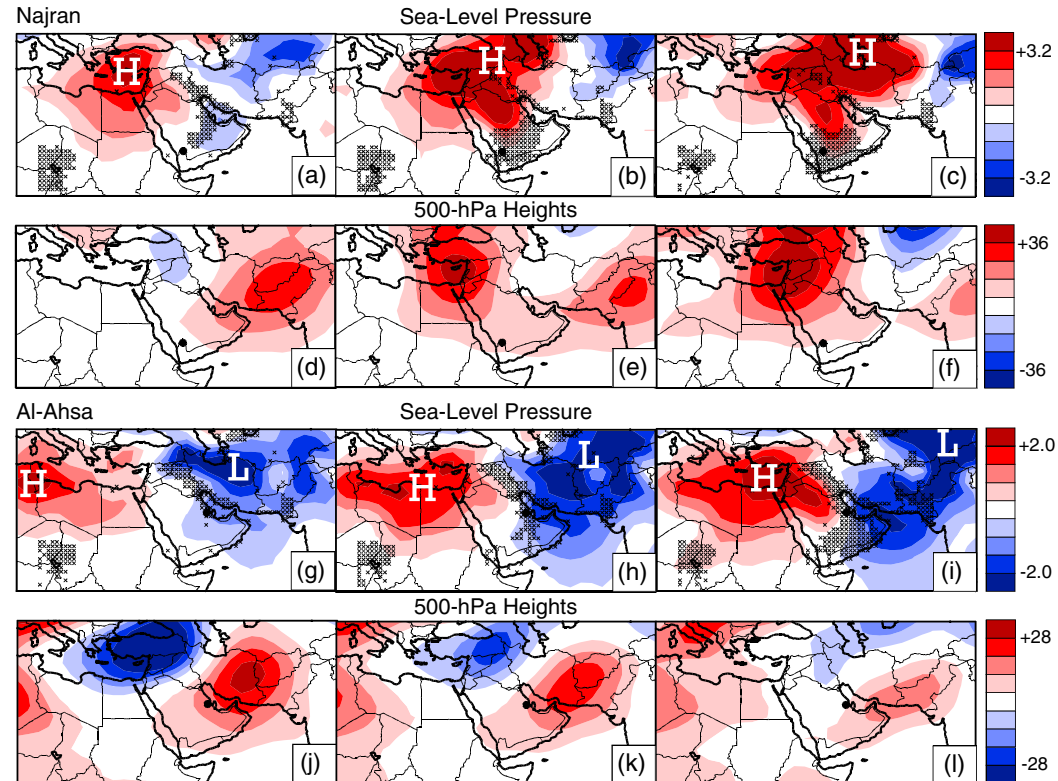 Najran
Sea-Level Pressure
H
H
H
+3.2
-3.2
(a)
(b)
(c)
500-hPa Heights
+36
-36
(d)
(e)
(f)
Al-Ahsa
Sea-Level Pressure
H
L
H
L
H
L
+2.0
-2.0
(g)
(h)
(i)
500-hPa Heights
+28
-28
(j)
(k)
(l)